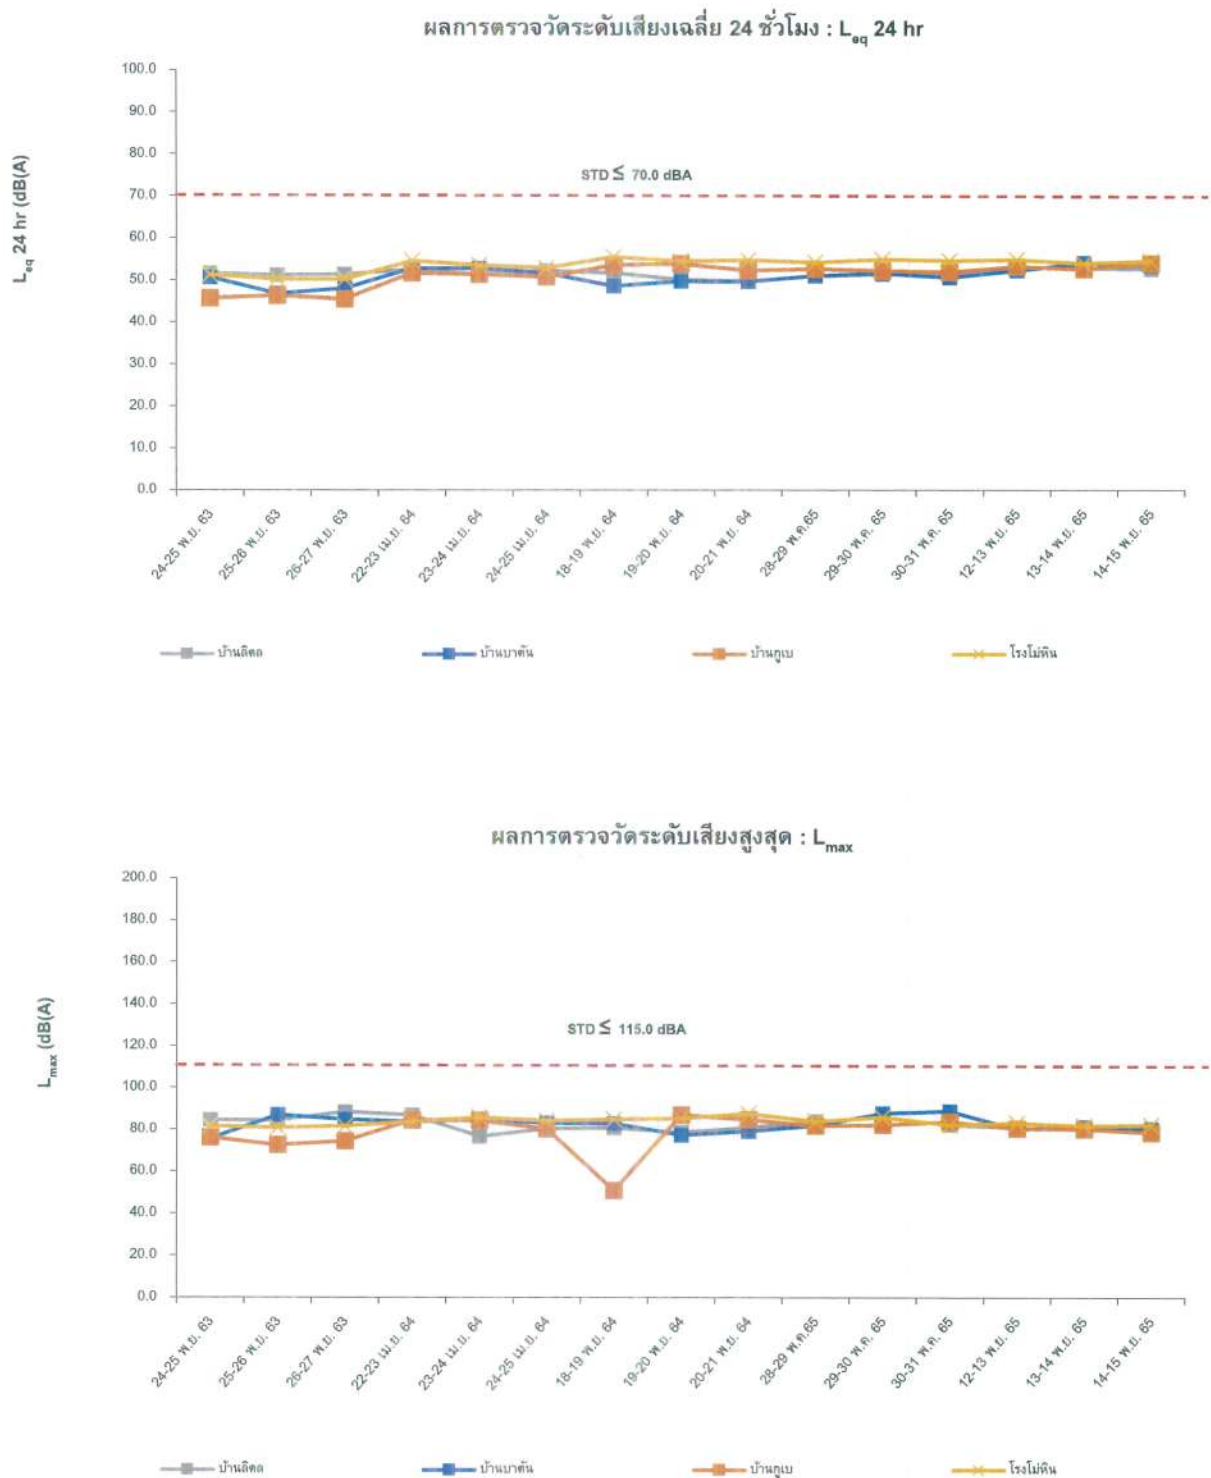 ผลการตรวจวัดระดับเสียงเฉลี่ย 24 ชั่วโมง : Leq 24 hr
Leq 24 hr (dB(A)
100.0
90.0
80.0
70.0
60.0
50.0
40.0
30.0
20.0
10.0
0.0
STD ≤ 70.0 dBA
24-25 พ.ย. 63
25-26 พ.ย. 63
26-27 พ.ย. 63
22-23 เม.ย. 64
23-24 เม.ย. 64
24-25 เม.ย. 64
18-19 พ.ย. 64
19-20 พ.ย. 64
20-21 พ.ย. 64
28-29 พ.ค.65
29-30 พ.ค. 65
30-31 พ.ค. 65
12-13 พ.ย. 65
13-14 พ.ย. 65
14-15 พ.ย. 65
บ้านลิดล
บ้านบาตัน
บ้านกูเบ
โรงโม่หิน
ผลการตรวจวัดระดับเสียงสูงสุด : Lmax
Lmax (dB(A)
200.0
180.0
160.0
140.0
120.0
100.0
80.0
60.0
40.0
20.0
0.0
STD ≤ 115.0 dBA
24-25 พ.ย. 63
25-26 พ.ย. 63
26-27 พ.ย. 63
22-23 เม.ย. 64
23-24 เม.ย. 64
24-25 เม.ย. 64
18-19 พ.ย. 64
19-20 พ.ย. 64
20-21 พ.ย. 64
28-29 พ.ค.65
29-30 พ.ค. 65
30-31 พ.ค. 65
12-13 พ.ย. 65
13-14 พ.ย. 65
14-15 พ.ย. 65
บ้านลิดล
บ้านบาตัน
บ้านกูเบ
โรงโม่หิน